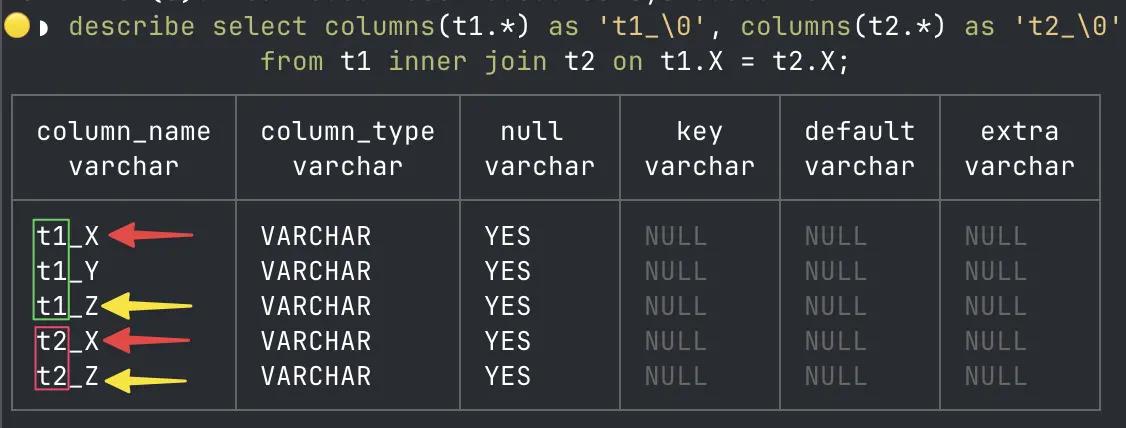 describe select columns(t1.*) as 't1_\0', columns(t2.*) as 't2_\0'
from t1 inner join t2 on t1.X = t2.X;
column_name column_type null key default extra
varchar varchar varchar varchar varchar varchar
t1_X VARCHAR YES NULL NULL NULL
t1_Y VARCHAR YES NULL NULL NULL
t1_Z VARCHAR YES NULL NULL NULL
t2_X VARCHAR YES NULL NULL NULL
t2_Z VARCHAR YES NULL NULL NULL